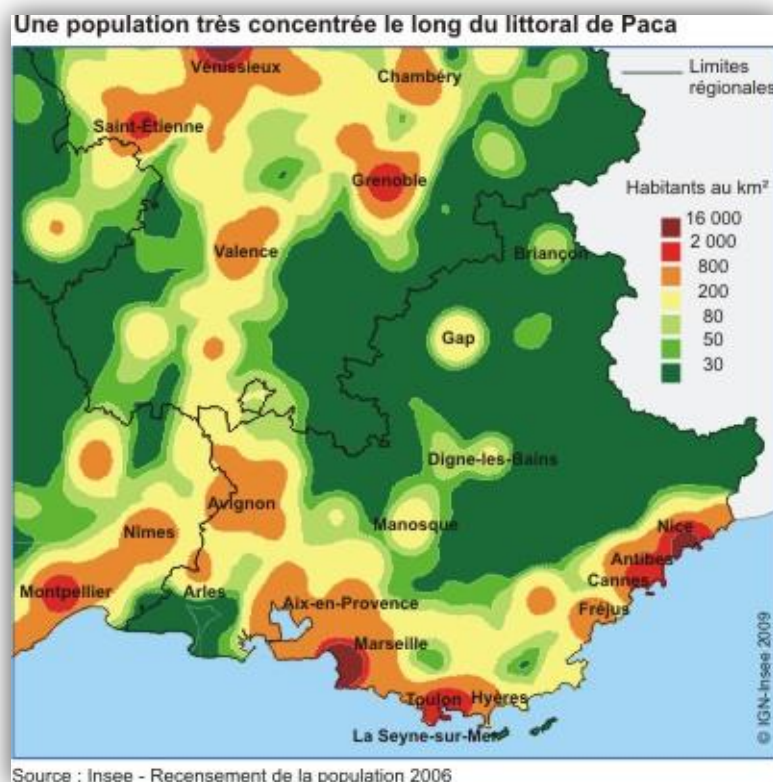 Une population très concentrée le long du littoral de Paca
Vénissieux
Chambéry
Limites
régionales
Saint-Etienne
Grenoble
Habitants au km²
16 000
2 000
800
200
80
50
30
Valence
Briançon
Gap
Digne-les-Bains
Avignon
Manosque
Nîmes
Nice
Antibes
Cannes
Montpellier
Arles
Aix-en-Provence
Fréjus
Marseille
Toulon
Hyères
La Seyne-sur-Mer
© IGN-Insee 2009
Source : Insee - Recensement de la population 2006